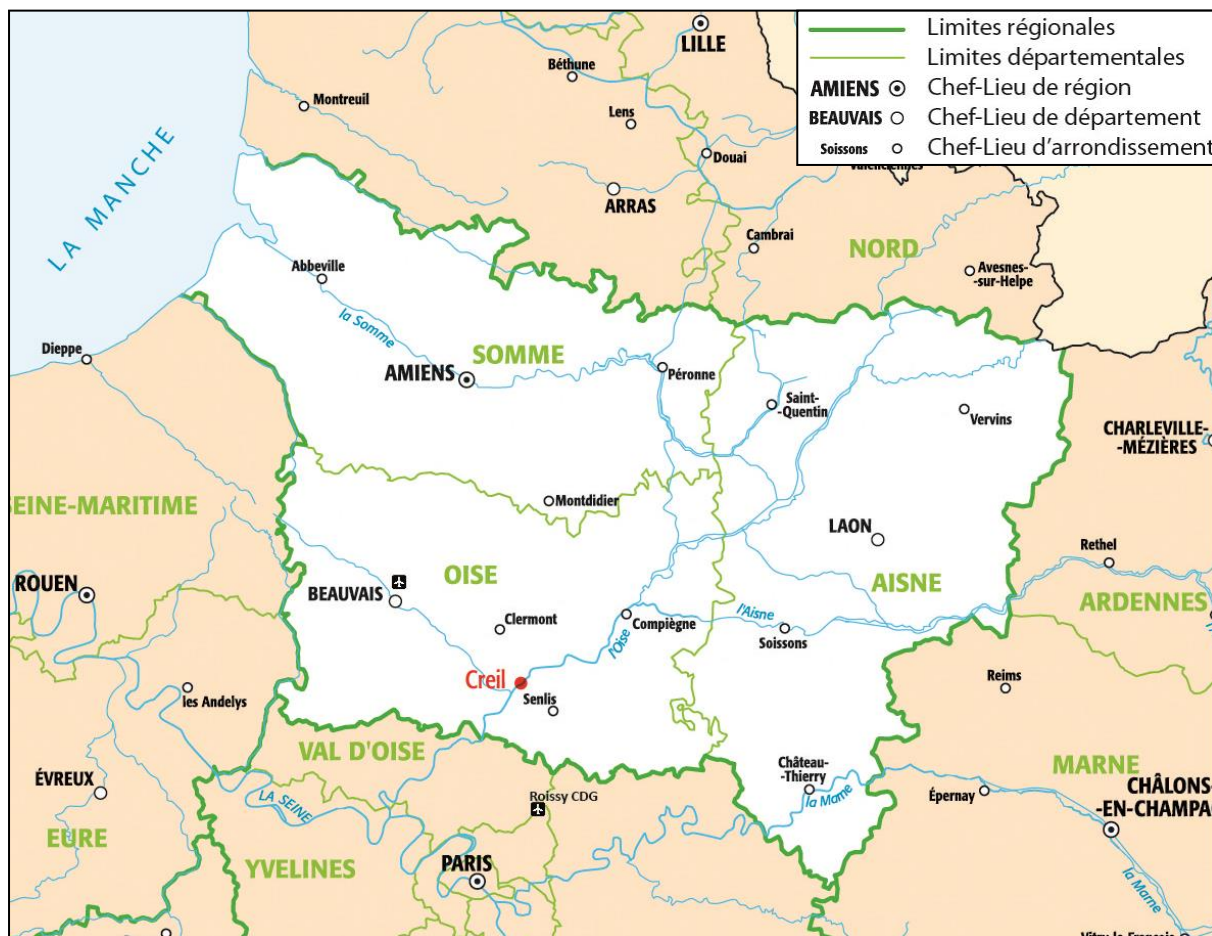 LILLE
Béthune
Montreuil
Lens
Douai
ARRAS
Cambrai
NORD
Avesnes-
-sur-Helpe
Limites régionales
Limites départementales
AMIENS Chef-Lieu de région
BEAUVAIS Chef-Lieu de département
Soissons Chef-Lieu d'arrondissement
LA MANCHE
Abbeville
la Somme
SOMME
Dieppe
AMIENS
Péronne
Saint-
-Quentin
Vervins
CHARLEVILLE-
-MÉZIÈRES
Montdidier
SEINE-MARITIME
LAON
Rethel
ROUEN
BEAUVAIS
OISE
AISNE
ARDENNES
Clermont
Compiègne
l'Oise
l'Aisne
Soissons
Creil
Senlis
Reims
les Andelys
VAL D'OISE
Château-
-Thierry
la Marne
MARNE
ÉVREUX
LA SEINE
Roissy CDG
Épernay
CHÂLONS-
-EN-CHAMPA
EURE
YVELINES
PARIS
la Marne